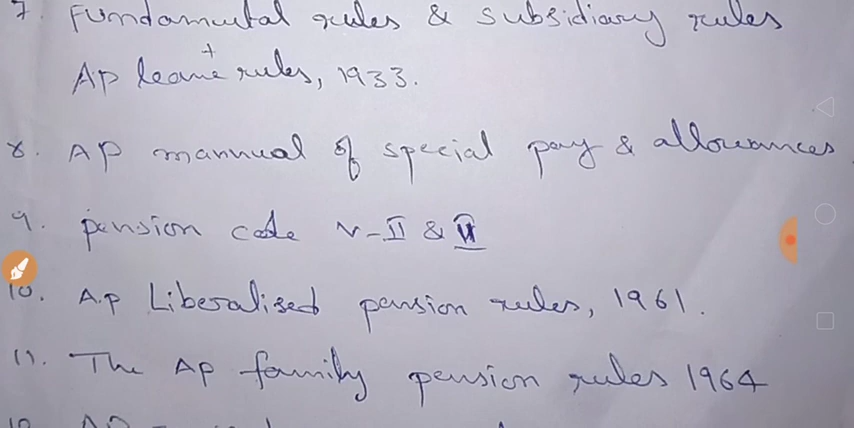 7. Fundamental rules & subsidiary rules
+
AP leave rules, 1933.
8. AP mannual of special pay & allowances
9. pension code V-II &
10. A.P Liberalised pension rules, 1961.
11. The AP family pension rules 1964